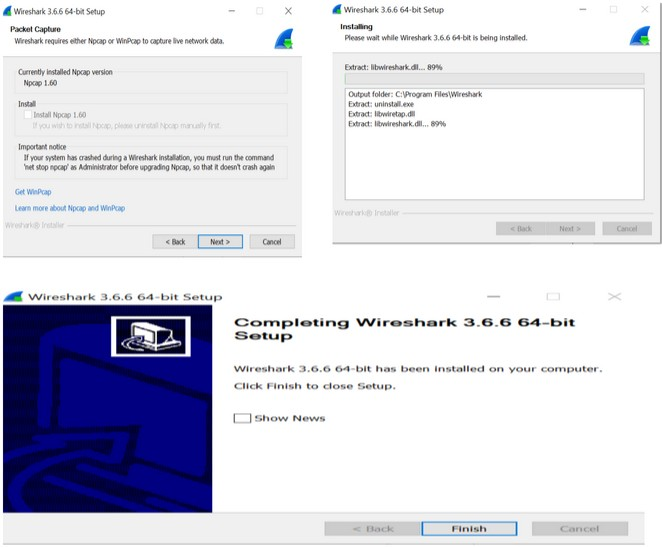 Wireshark 3.6.6 64-bit Setup
Packet Capture
Wireshark requires either Npcap or WinPcap to capture live network data.
Currently installed Npcap version
Npcap 1.60
Install
Install Npcap 1.60
If you wish to install Npcap, please uninstall Npcap manually first.
Important notice
If your system has crashed during a Wireshark installation, you must run the command
'net stop npcap' as Administrator before upgrading Npcap, so that it doesn't crash again
Get WinPcap
Learn more about Npcap and WinPcap
Wireshark® Installer
< Back Next > Cancel
Wireshark 3.6.6 64-bit Setup
Installing
Please wait while Wireshark 3.6.6 64-bit is being installed.
Extract: libwireshark.dll... 89%
Output folder: C:\Program Files\Wireshark
Extract: uninstall.exe
Extract: libwiretap.dll
Extract: libwireshark.dll... 89%
Wireshark® Installer
< Back Next > Cancel
Wireshark 3.6.6 64-bit Setup
Completing Wireshark 3.6.6 64-bit
Setup
Wireshark 3.6.6 64-bit has been installed on your computer.
Click Finish to close Setup.
Show News
< Back Finish Cancel